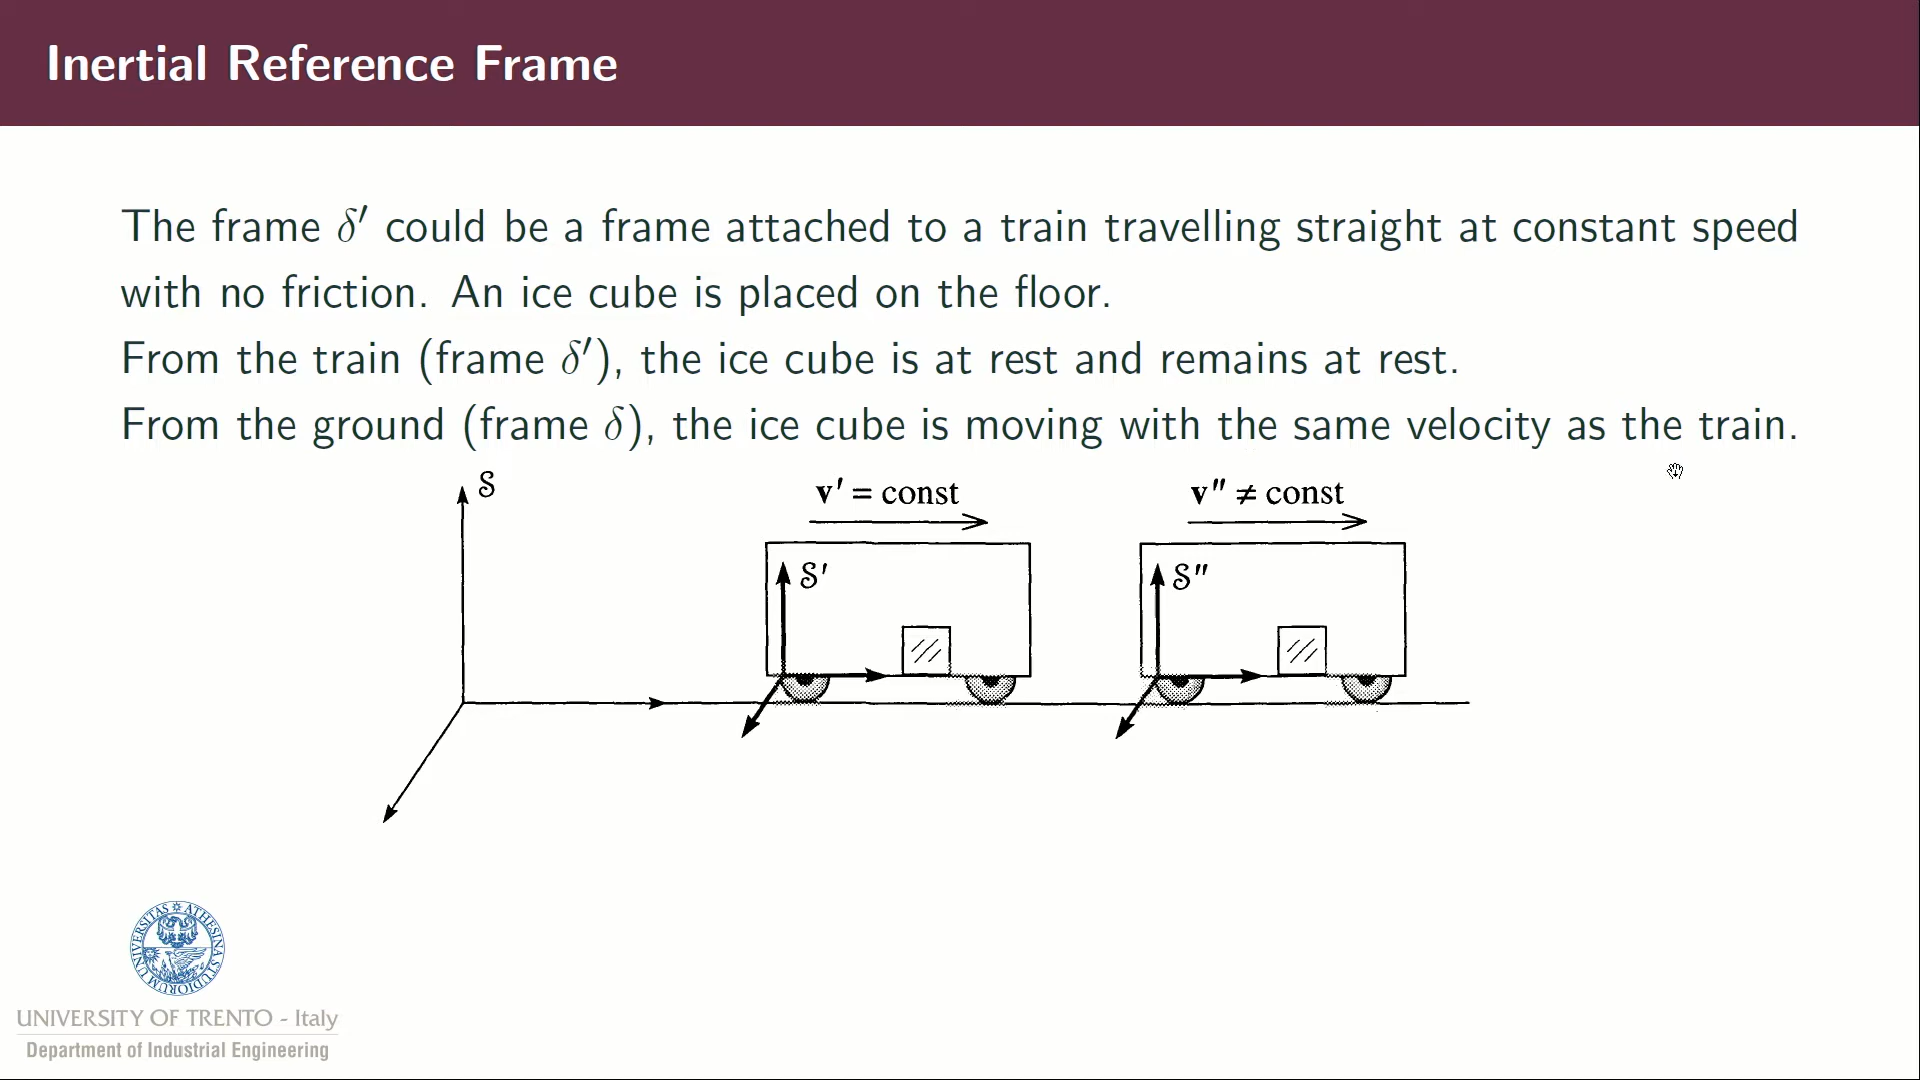 Inertial Reference Frame
The frame δ′ could be a frame attached to a train travelling straight at constant speed
with no friction. An ice cube is placed on the floor.
From the train (frame δ′), the ice cube is at rest and remains at rest.
From the ground (frame δ), the ice cube is moving with the same velocity as the train.
𝒮
v′ = const
v″ ≠ const
𝒮′
𝒮″
UNIVERSITAS ATHESINA STUDIORUM
UNIVERSITY OF TRENTO - Italy
Department of Industrial Engineering